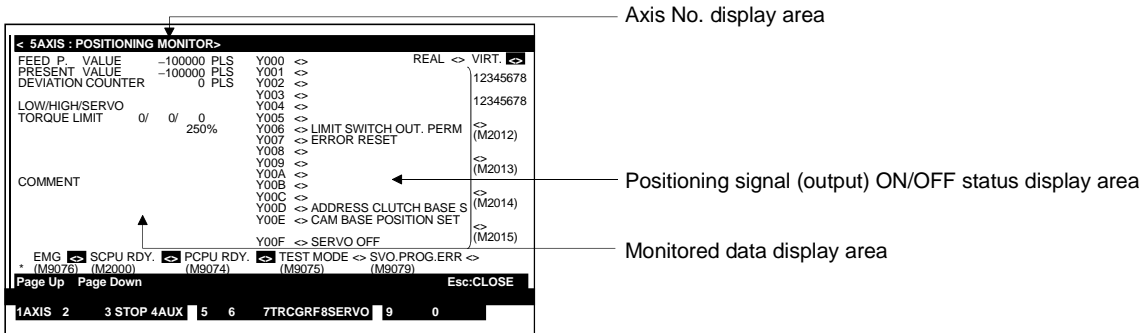 Axis No. display area
< 5AXIS : POSITIONING MONITOR>
FEED P. VALUE −100000 PLS Y000 <> REAL <> VIRT. <>
PRESENT VALUE −100000 PLS Y001 <>
DEVIATION COUNTER 0 PLS Y002 <> 12345678
Y003 <>
LOW/HIGH/SERVO Y004 <> 12345678
TORQUE LIMIT 0/ 0/ 0 Y005 <>
250% Y006 <> LIMIT SWITCH OUT. PERM <>
Y007 <> ERROR RESET (M2012)
Y008 <>
Y009 <> <>
Y00A <> (M2013)
COMMENT Y00B <>
Y00C <> <>
Y00D <> ADDRESS CLUTCH BASE S (M2014)
Y00E <> CAM BASE POSITION SET
<>
Y00F <> SERVO OFF (M2015)
EMG <> SCPU RDY. <> PCPU RDY. <> TEST MODE <> SVO.PROG.ERR <>
* (M9076) (M2000) (M9074) (M9075) (M9079)
Page Up Page Down Esc:CLOSE
1AXIS 2 3 STOP 4AUX 5 6 7TRCGRF8SERVO 9 0
Positioning signal (output) ON/OFF status display area
Monitored data display area